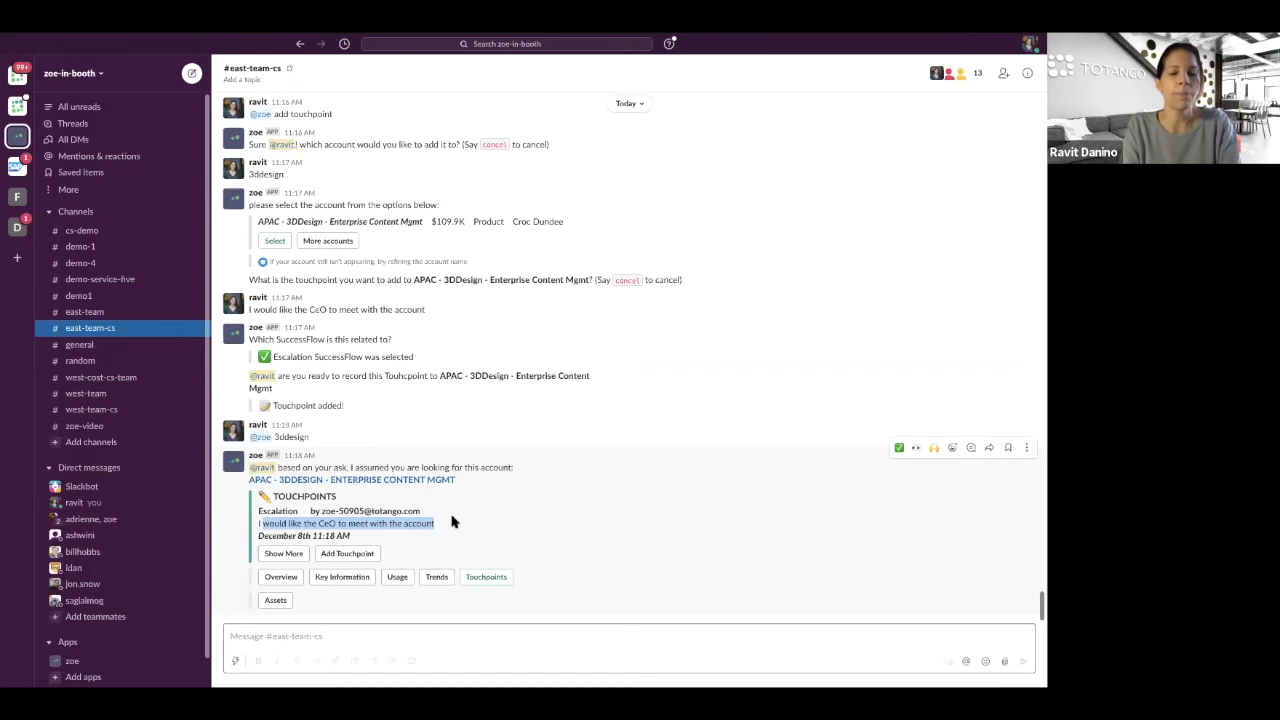 Search zoe-in-booth
99+
zoe-in-booth
All unreads
Threads
All DMs
Mentions & reactions
1
Saved items
F
More
1
D
Channels
# cs-demo
# demo-1
# demo-4
# demo-service-five
# demo1
# east-team
# east-team-cs
# general
# random
# west-cost-cs-team
# west-team
# west-team-cs
# zoe-video
Add channels
Direct messages
Slackbot
ravit you
2 adrienne, zoe
ashwini
billhobbs
idan
jon.snow
sagialmog
Add teammates
Apps
zoe
Add apps
#east-team-cs
Add a topic
13
Today
ravit 11:16 AM
@zoe add touchpoint
zoe APP 11:16 AM
Sure @ravit! which account would you like to add it to? (Say cancel to cancel)
ravit 11:17 AM
3ddesign
zoe APP 11:17 AM
please select the account from the options below:
APAC - 3DDesign - Enterprise Content Mgmt $109.9K Product Croc Dundee
Select More accounts
If your account still isn't appearing, try refining the account name
What is the touchpoint you want to add to APAC - 3DDesign - Enterprise Content Mgmt? (Say cancel to cancel)
ravit 11:17 AM
I would like the CeO to meet with the account
zoe APP 11:17 AM
Which SuccessFlow is this related to?
Escalation SuccessFlow was selected
@ravit are you ready to record this Touhcpoint to APAC - 3DDesign - Enterprise Content
Mgmt
Touchpoint added!
ravit 11:18 AM
@zoe 3ddesign
zoe APP 11:18 AM
@ravit based on your ask, I assumed you are looking for this account:
APAC - 3DDESIGN - ENTERPRISE CONTENT MGMT
TOUCHPOINTS
Escalation by zoe-50905@totango.com
I would like the CeO to meet with the account
December 8th 11:18 AM
Show More Add Touchpoint
Overview Key Information Usage Trends Touchpoints
Assets
Message #east-team-cs
TOTANGO
Ravit Danino